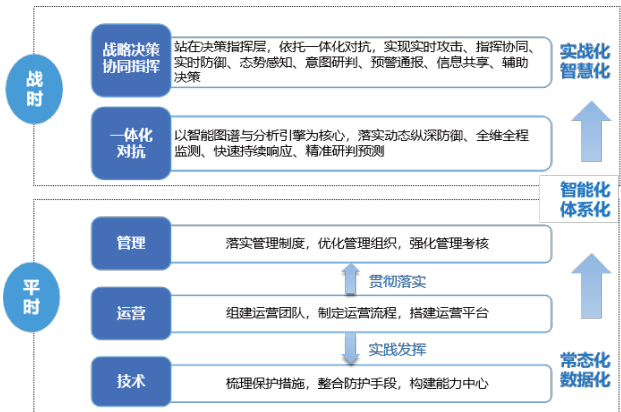 战时
战略决策
协同指挥
站在决策指挥层，依托一体化对抗，实现实时攻击、指挥协同、
实时防御、态势感知、意图研判、预警通报、信息共享、辅助
决策
实战化
智慧化
一体化
对抗
以智能图谱与分析引擎为核心，落实动态纵深防御、全维全程
监测、快速持续响应、精准研判预测
智能化
体系化
平时
管理
落实管理制度，优化管理组织，强化管理考核
贯彻落实
运营
组建运营团队，制定运营流程，搭建运营平台
实践发挥
技术
梳理保护措施，整合防护手段，构建能力中心
常态化
数据化